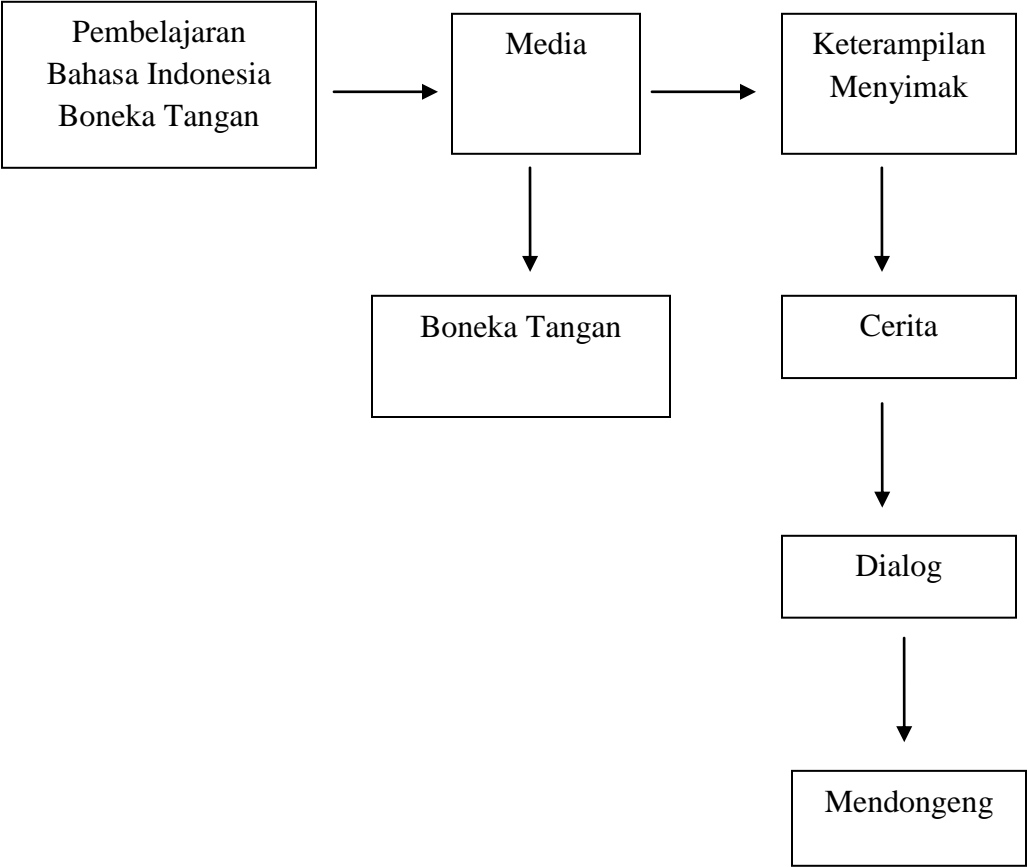 Pembelajaran
Bahasa Indonesia
Boneka Tangan
Media
Keterampilan
Menyimak
Boneka Tangan
Cerita
Dialog
Mendongeng